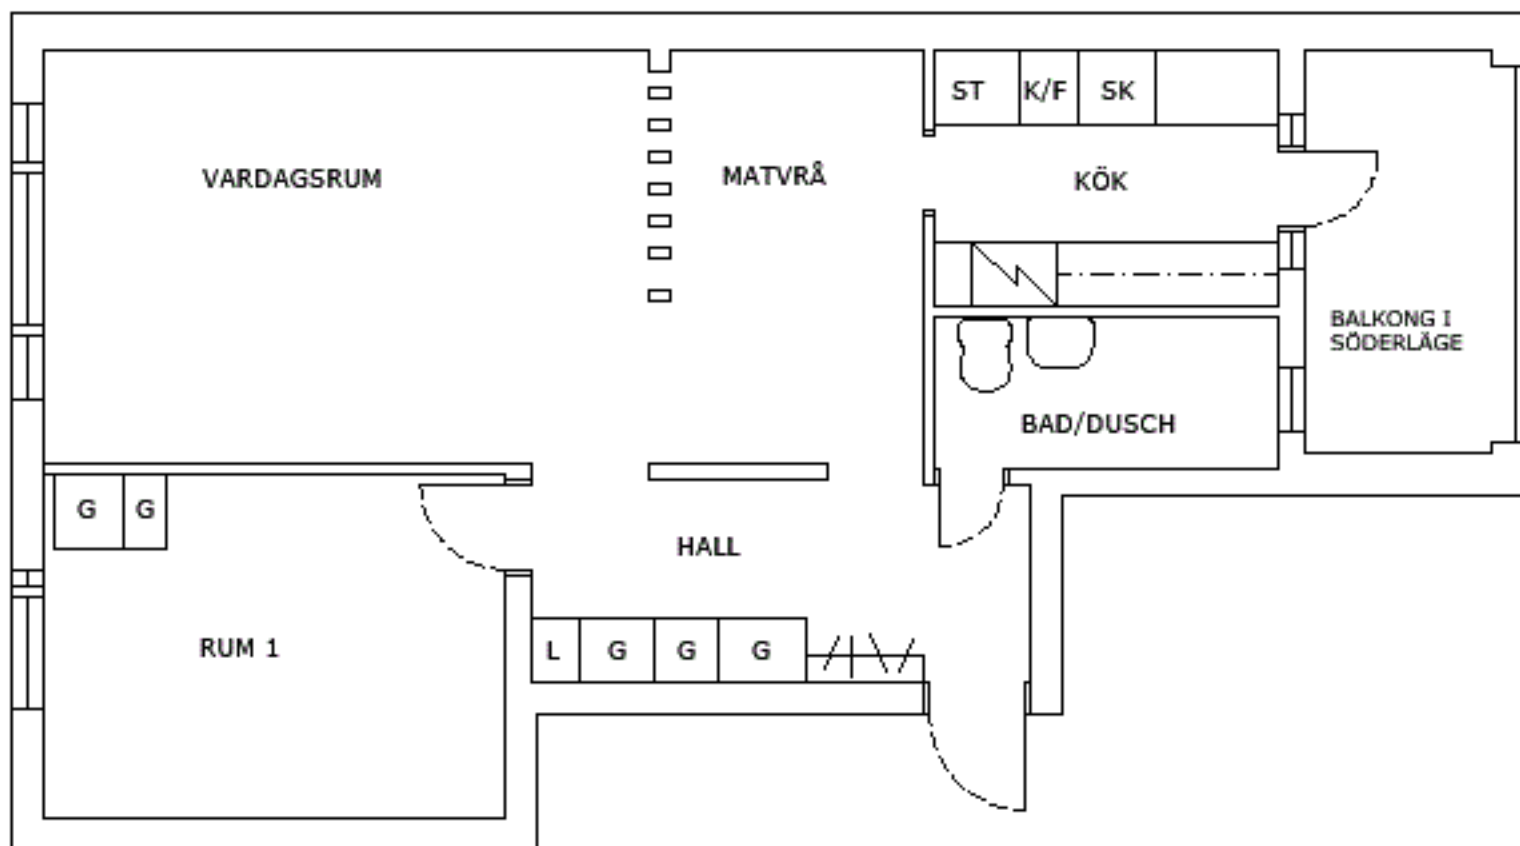 ST K/F SK
VARDAGSRUM
MATVRÅ
KÖK
BALKONG I
SÖDERLÄGE
BAD/DUSCH
G G
HALL
RUM 1
L G G G